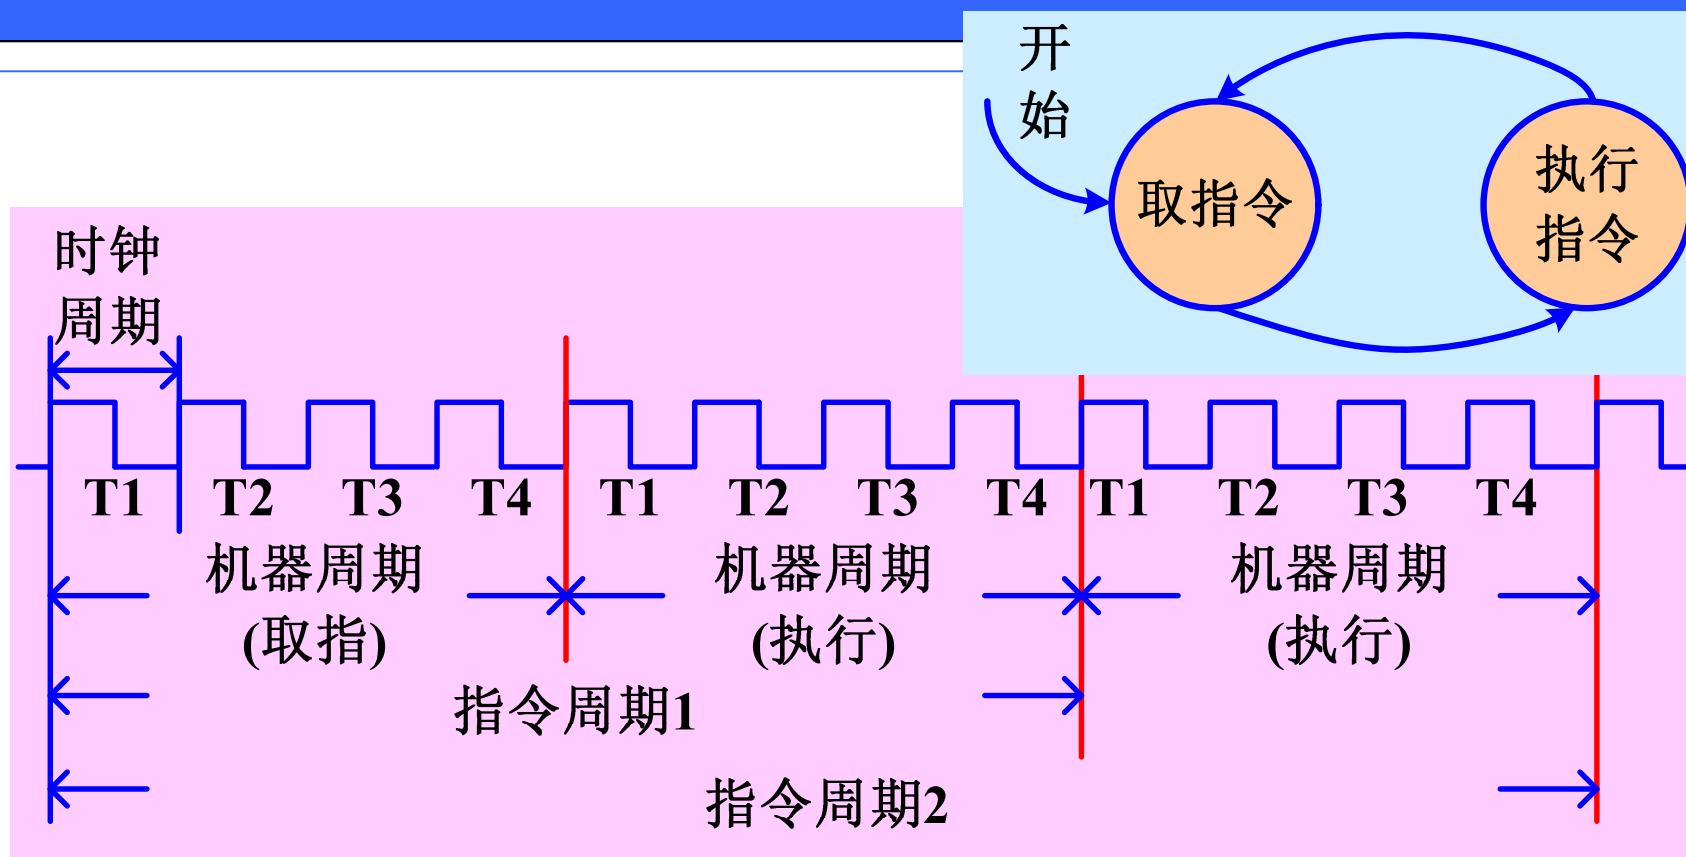 开
始
取指令
执行
指令
时钟
周期
T1 T2 T3 T4 T1 T2 T3 T4 T1 T2 T3 T4
机器周期 机器周期 机器周期
(取指) (执行) (执行)
指令周期1
指令周期2